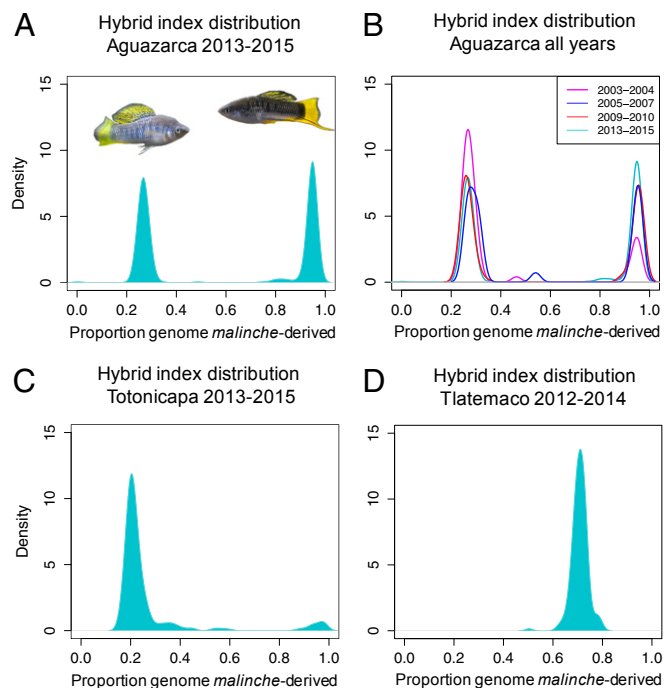 A
Hybrid index distribution
Aguazarca 2013-2015
Density
15
10
5
0
0.0 0.2 0.4 0.6 0.8 1.0
Proportion genome malinche-derived
B
Hybrid index distribution
Aguazarca all years
2003–2004
2005–2007
2009–2010
2013–2015
15
10
5
0
0.0 0.2 0.4 0.6 0.8 1.0
Proportion genome malinche-derived
C
Hybrid index distribution
Totonicapa 2013-2015
Density
15
10
5
0
0.0 0.2 0.4 0.6 0.8 1.0
Proportion genome malinche-derived
D
Hybrid index distribution
Tlatemaco 2012-2014
15
10
5
0
0.0 0.2 0.4 0.6 0.8 1.0
Proportion genome malinche-derived